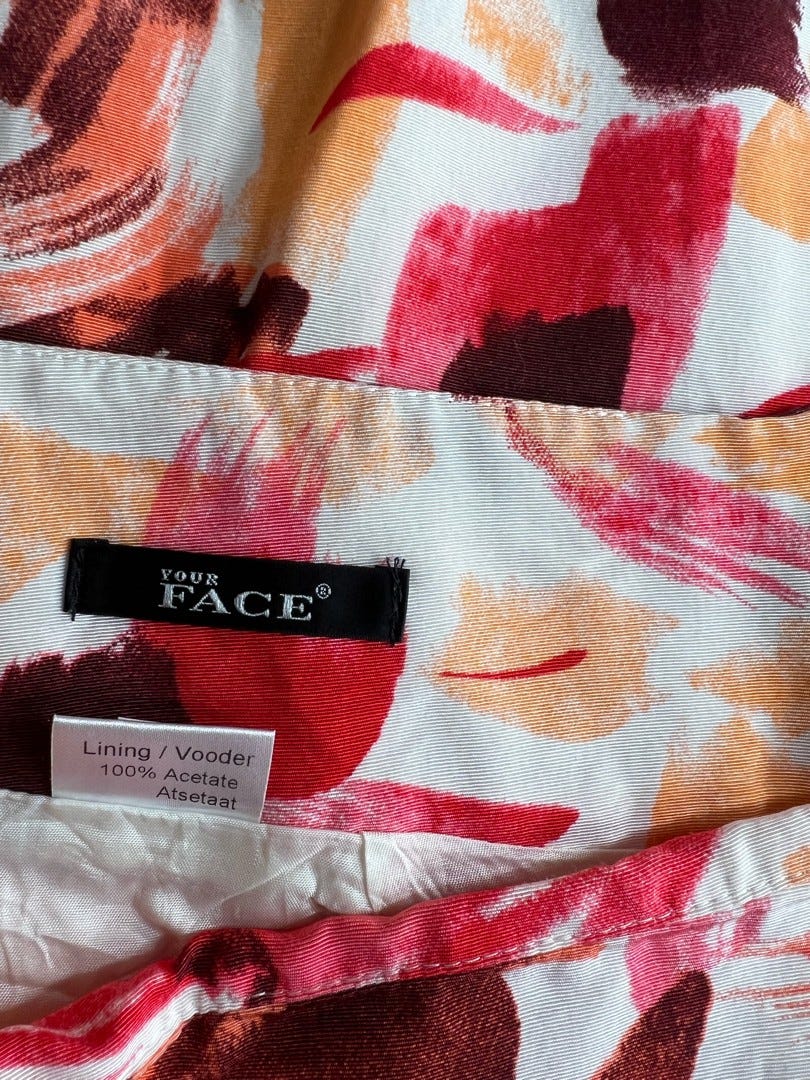 YOUR
FACE®
Lining / Vooder
100% Acetate
Atsetaat